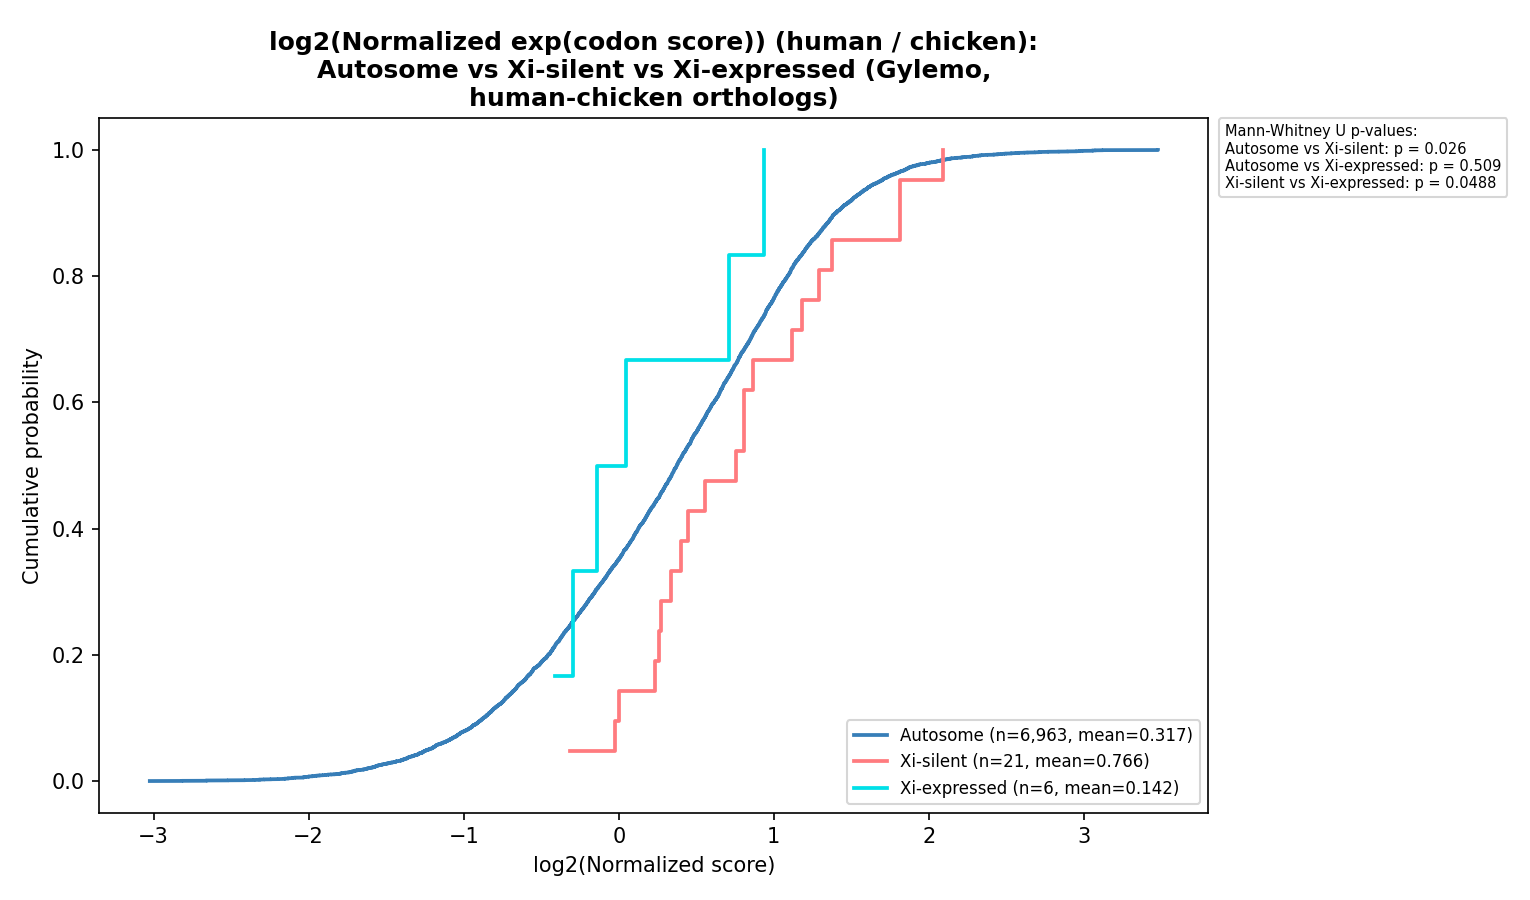 log2(Normalized exp(codon score)) (human / chicken):
Autosome vs Xi-silent vs Xi-expressed (Gylemo,
human-chicken orthologs)
Mann-Whitney U p-values:
Autosome vs Xi-silent: p = 0.026
Autosome vs Xi-expressed: p = 0.509
Xi-silent vs Xi-expressed: p = 0.0488
Cumulative probability
1.0
0.8
0.6
0.4
0.2
0.0
Autosome (n=6,963, mean=0.317)
Xi-silent (n=21, mean=0.766)
Xi-expressed (n=6, mean=0.142)
−3 −2 −1 0 1 2 3
log2(Normalized score)